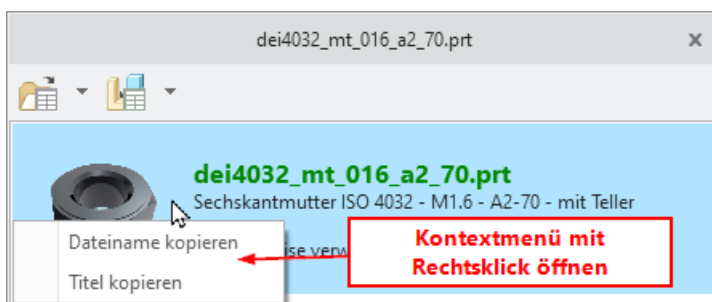 dei4032_mt_016_a2_70.prt
dei4032_mt_016_a2_70.prt
Sechskantmutter ISO 4032 - M1.6 - A2-70 - mit Teller
Dateiname kopieren
Kontextmenü mit
Rechtsklick öffnen
Titel kopieren